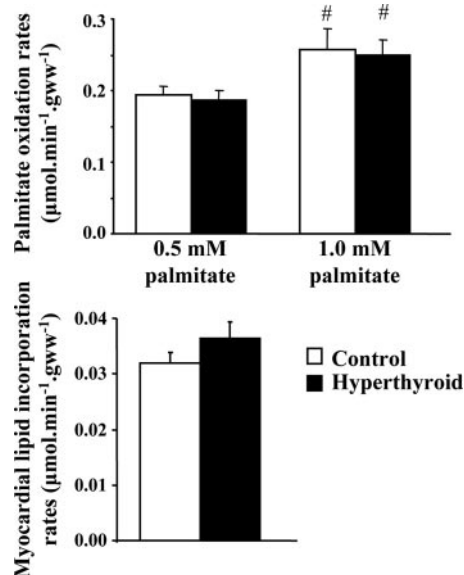 Palmitate oxidation rates
(μmol.min⁻¹.gww⁻¹)
0.3
0.2
0.1
0.0
# #
0.5 mM 1.0 mM
palmitate palmitate
Myocardial lipid incorporation
rates (μmol.min⁻¹.gww⁻¹)
0.04
0.03
0.02
0.01
0.00
Control
Hyperthyroid